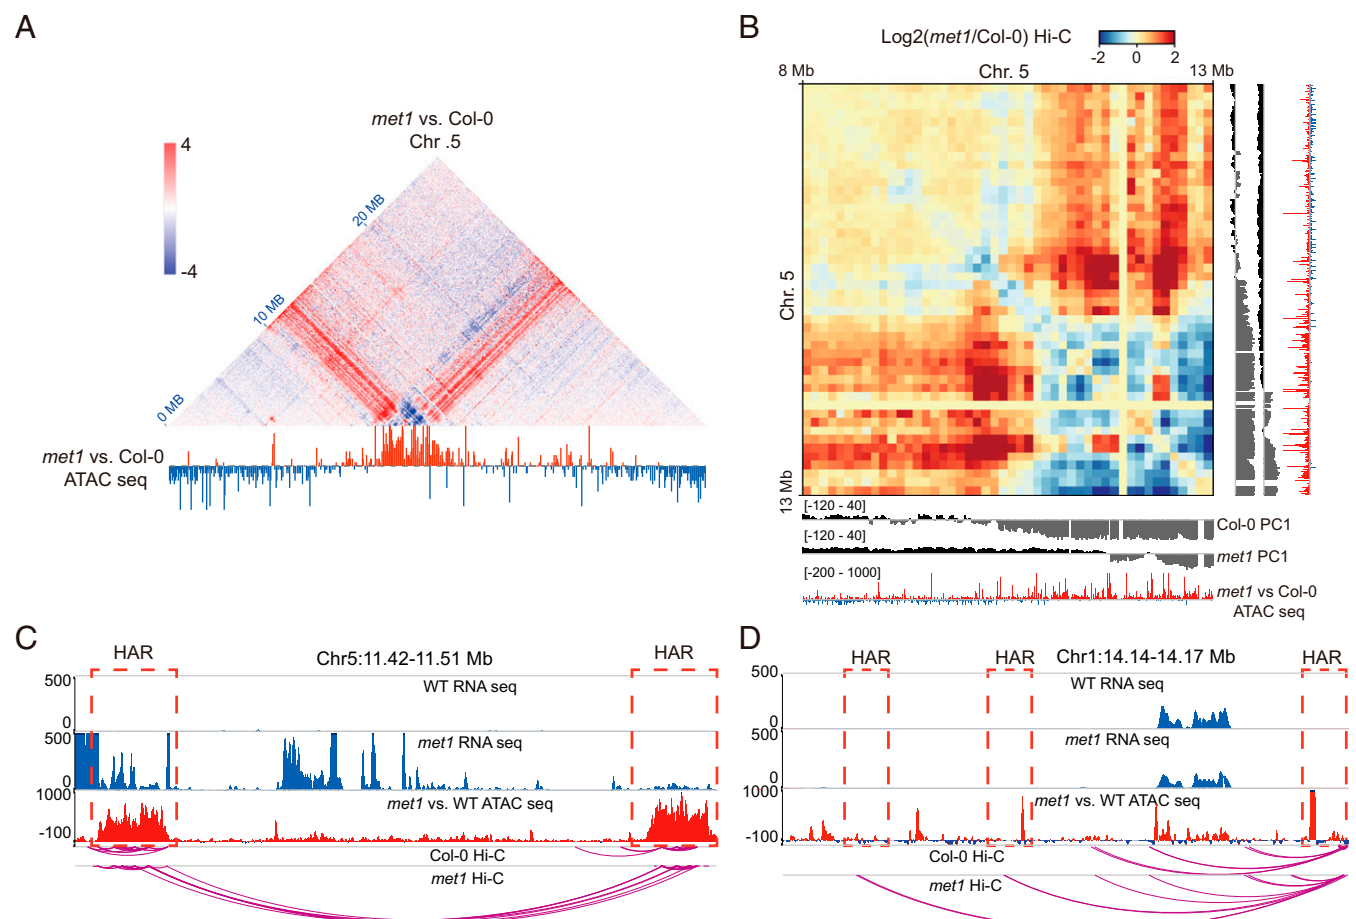 A
met1 vs. Col-0
Chr .5
4
-4
0 MB
10 MB
20 MB
met1 vs. Col-0
ATAC seq
B
Log2(met1/Col-0) Hi-C
-2 0 2
8 Mb Chr. 5 13 Mb
Chr. 5
13 Mb
[-120 - 40]
Col-0 PC1
[-120 - 40]
met1 PC1
[-200 - 1000]
met1 vs Col-0
ATAC seq
C
HAR Chr5:11.42-11.51 Mb HAR
500
WT RNA seq
0
500
met1 RNA seq
0
1000
met1 vs. WT ATAC seq
-100
Col-0 Hi-C
met1 Hi-C
D
HAR HAR Chr1:14.14-14.17 Mb HAR
500
WT RNA seq
0
500
met1 RNA seq
0
1000
met1 vs. WT ATAC seq
-100
Col-0 Hi-C
met1 Hi-C